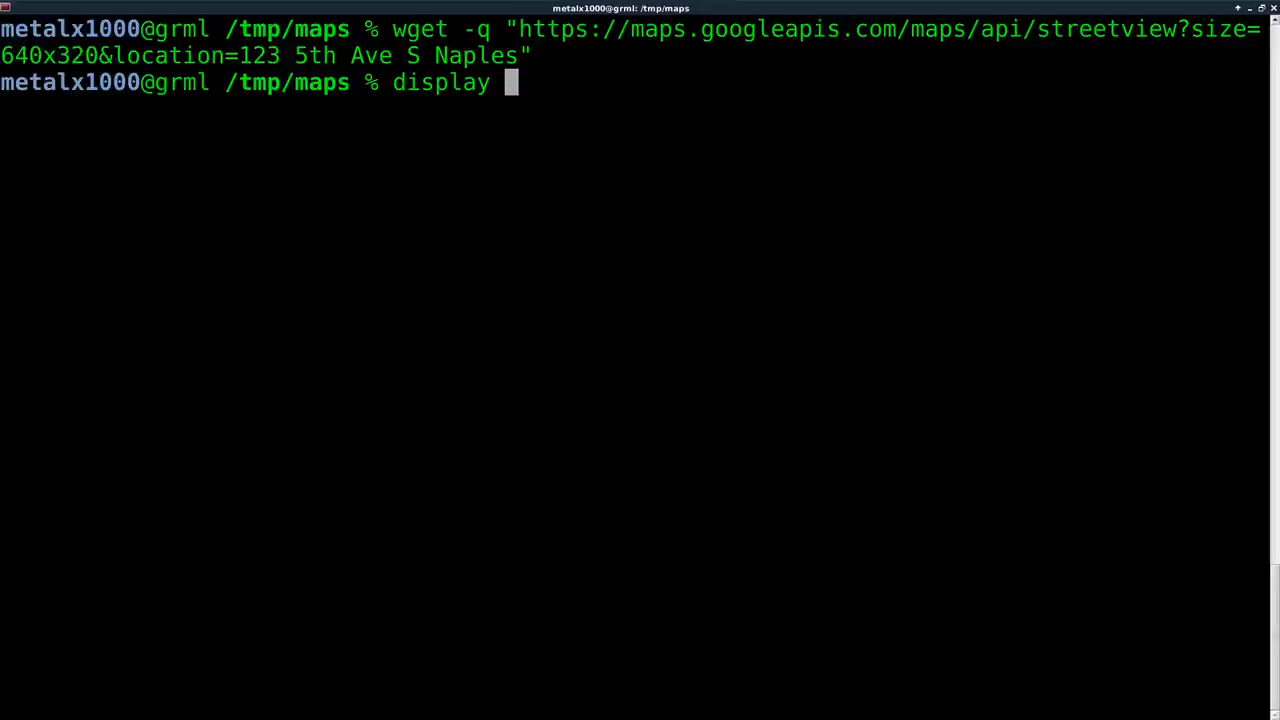 metalx1000@grml: /tmp/maps
metalx1000@grml /tmp/maps % wget -q "https://maps.googleapis.com/maps/api/streetview?size=
640x320&location=123 5th Ave S Naples"
metalx1000@grml /tmp/maps % display